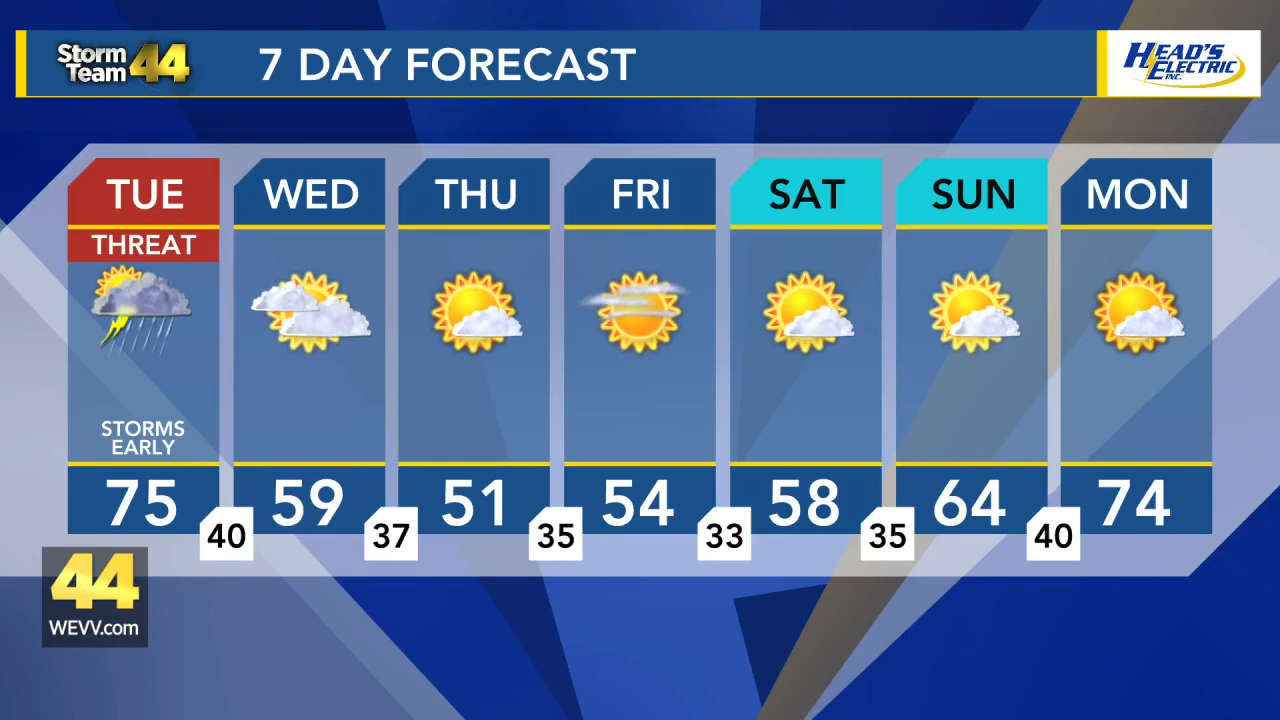 Storm
Team 44
7 DAY FORECAST
HEAD'S
ELECTRIC
INC.
TUE WED THU FRI SAT SUN MON
THREAT
STORMS
EARLY
75 59 51 54 58 64 74
40 37 35 33 35 40
44
WEVV.com